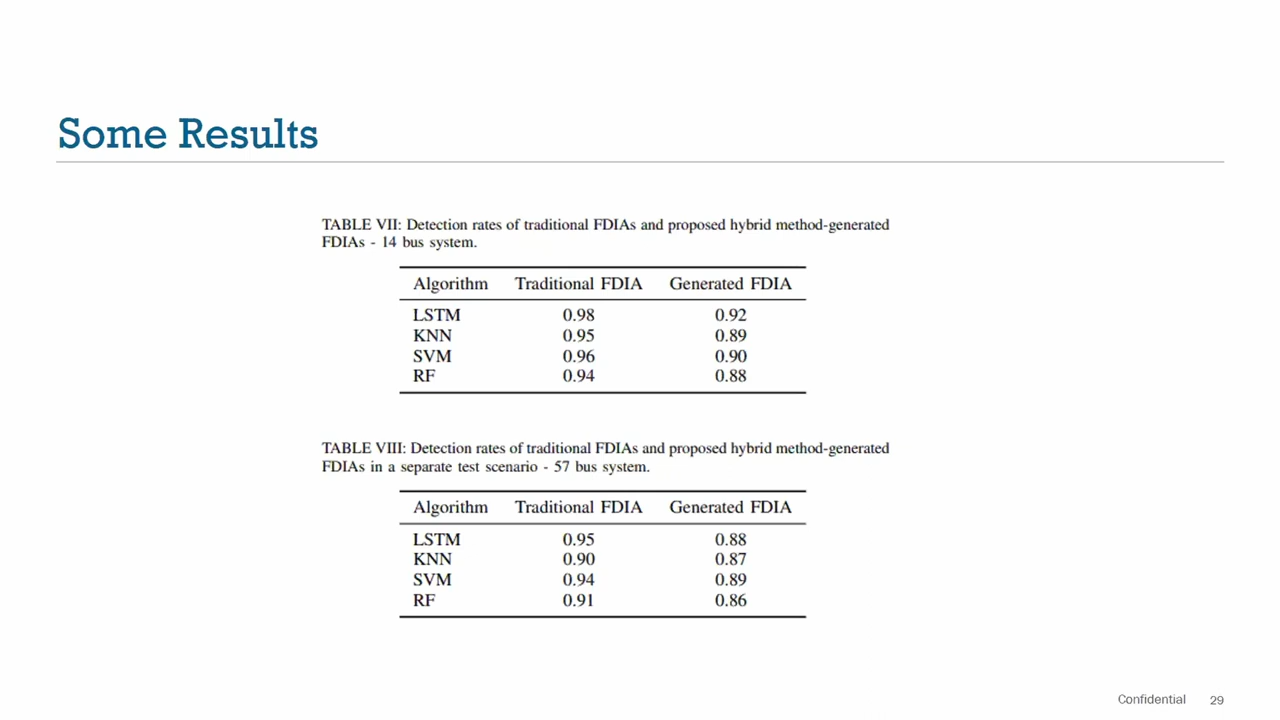 Some Results
TABLE VII: Detection rates of traditional FDIAs and proposed hybrid method-generated
FDIAs - 14 bus system.
Algorithm Traditional FDIA Generated FDIA
LSTM 0.98 0.92
KNN 0.95 0.89
SVM 0.96 0.90
RF 0.94 0.88
TABLE VIII: Detection rates of traditional FDIAs and proposed hybrid method-generated
FDIAs in a separate test scenario - 57 bus system.
Algorithm Traditional FDIA Generated FDIA
LSTM 0.95 0.88
KNN 0.90 0.87
SVM 0.94 0.89
RF 0.91 0.86
Confidential 29